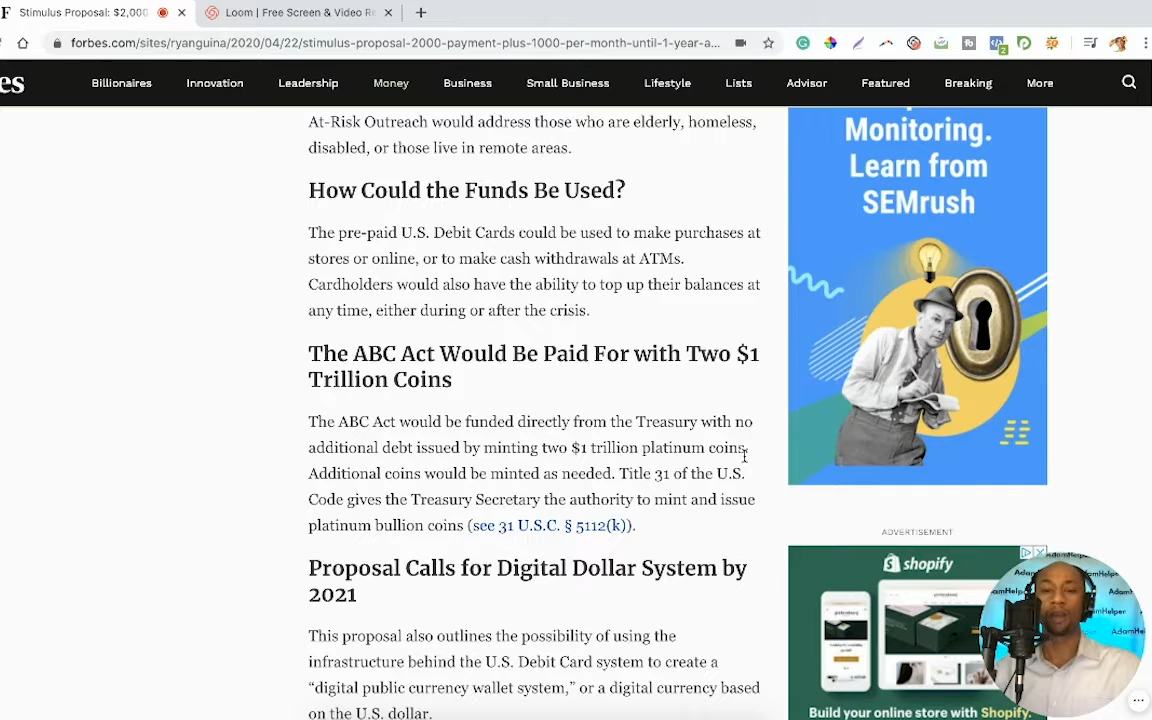 F Stimulus Proposal: $2,000
Loom | Free Screen & Video Re
forbes.com/sites/ryanguina/2020/04/22/stimulus-proposal-2000-payment-plus-1000-per-month-until-1-year-a...
2
es Billionaires Innovation Leadership Money Business Small Business Lifestyle Lists Advisor Featured Breaking More
At-Risk Outreach would address those who are elderly, homeless,
disabled, or those live in remote areas.
How Could the Funds Be Used?
The pre-paid U.S. Debit Cards could be used to make purchases at
stores or online, or to make cash withdrawals at ATMs.
Cardholders would also have the ability to top up their balances at
any time, either during or after the crisis.
The ABC Act Would Be Paid For with Two $1
Trillion Coins
The ABC Act would be funded directly from the Treasury with no
additional debt issued by minting two $1 trillion platinum coins.
Additional coins would be minted as needed. Title 31 of the U.S.
Code gives the Treasury Secretary the authority to mint and issue
platinum bullion coins (see 31 U.S.C. § 5112(k)).
Proposal Calls for Digital Dollar System by
2021
This proposal also outlines the possibility of using the
infrastructure behind the U.S. Debit Card system to create a
“digital public currency wallet system,” or a digital currency based
on the U.S. dollar.
Monitoring.
Learn from
SEMrush
ADVERTISEMENT
shopify
Build your online store with Shopify.